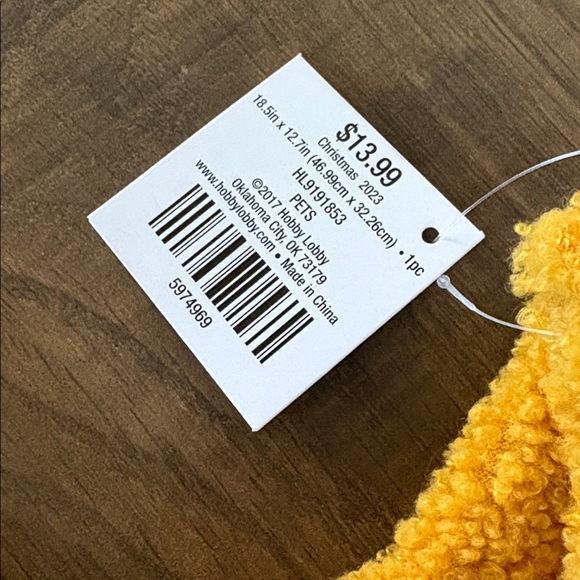 $13.99
Christmas 2023
18.5in x 12.7in (46.99cm x 32.26cm) • 1pc
HL9191853
PETS
©2017 Hobby Lobby
Oklahoma City, OK 73179
www.hobbylobby.com • Made in China
5974969